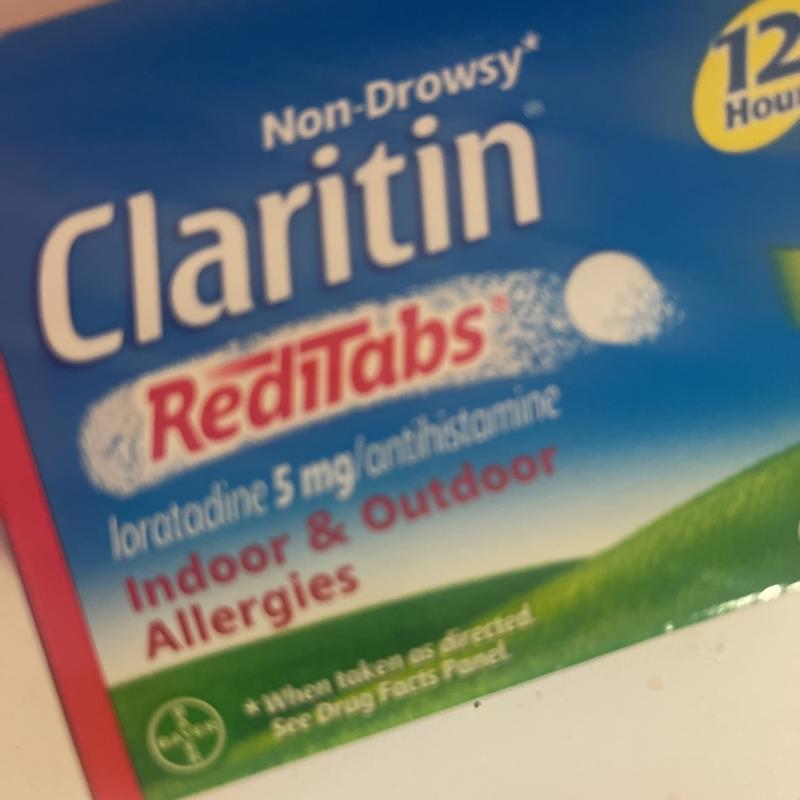 Non-Drowsy*
12
Hour
Claritin®
RediTabs®
loratadine 5 mg/antihistamine
Indoor & Outdoor
Allergies
*When taken as directed.
See Drug Facts Panel.
BAYER